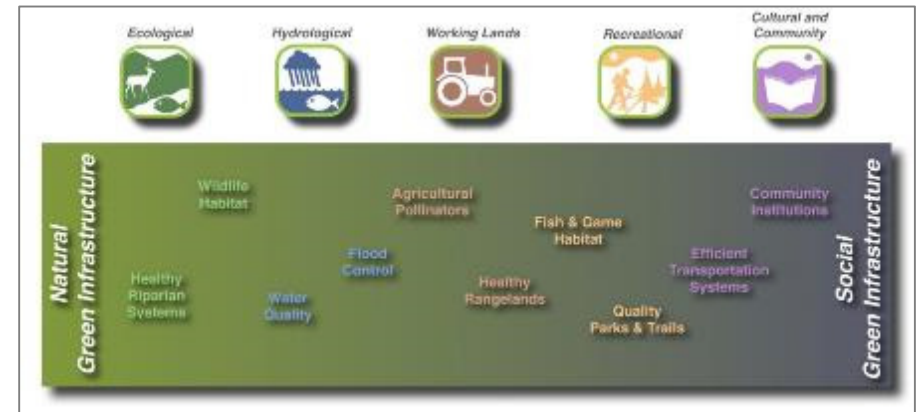 Ecological
Hydrological
Working Lands
Recreational
Cultural and
Community
Natural
Green Infrastructure
Wildlife
Habitat
Healthy
Riparian
Systems
Water
Quality
Flood
Control
Agricultural
Pollinators
Healthy
Rangelands
Fish & Game
Habitat
Quality
Parks & Trails
Efficient
Transportation
Systems
Community
Institutions
Social
Green Infrastructure